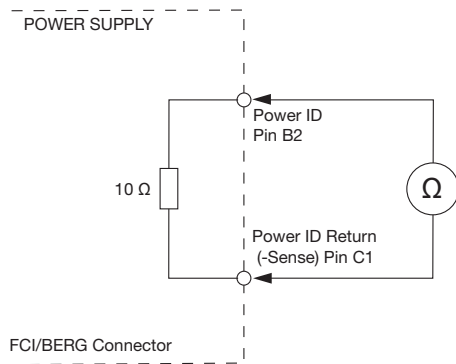 POWER SUPPLY
Power ID
Pin B2
10 Ω
Ω
Power ID Return
(-Sense) Pin C1
FCI/BERG Connector